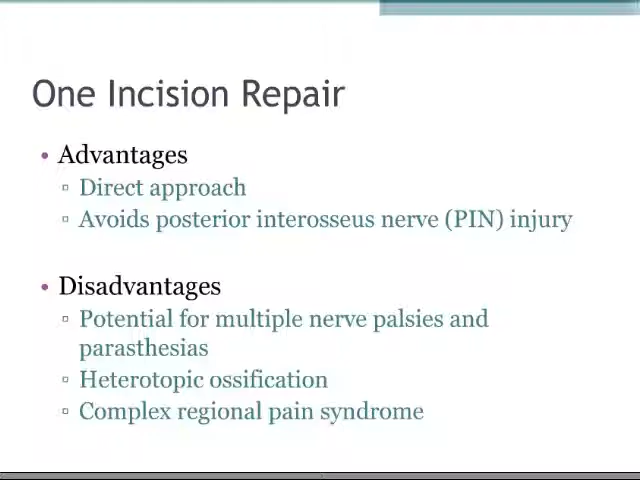 One Incision Repair
• Advantages
▫ Direct approach
▫ Avoids posterior interosseus nerve (PIN) injury
• Disadvantages
▫ Potential for multiple nerve palsies and
parasthesias
▫ Heterotopic ossification
▫ Complex regional pain syndrome